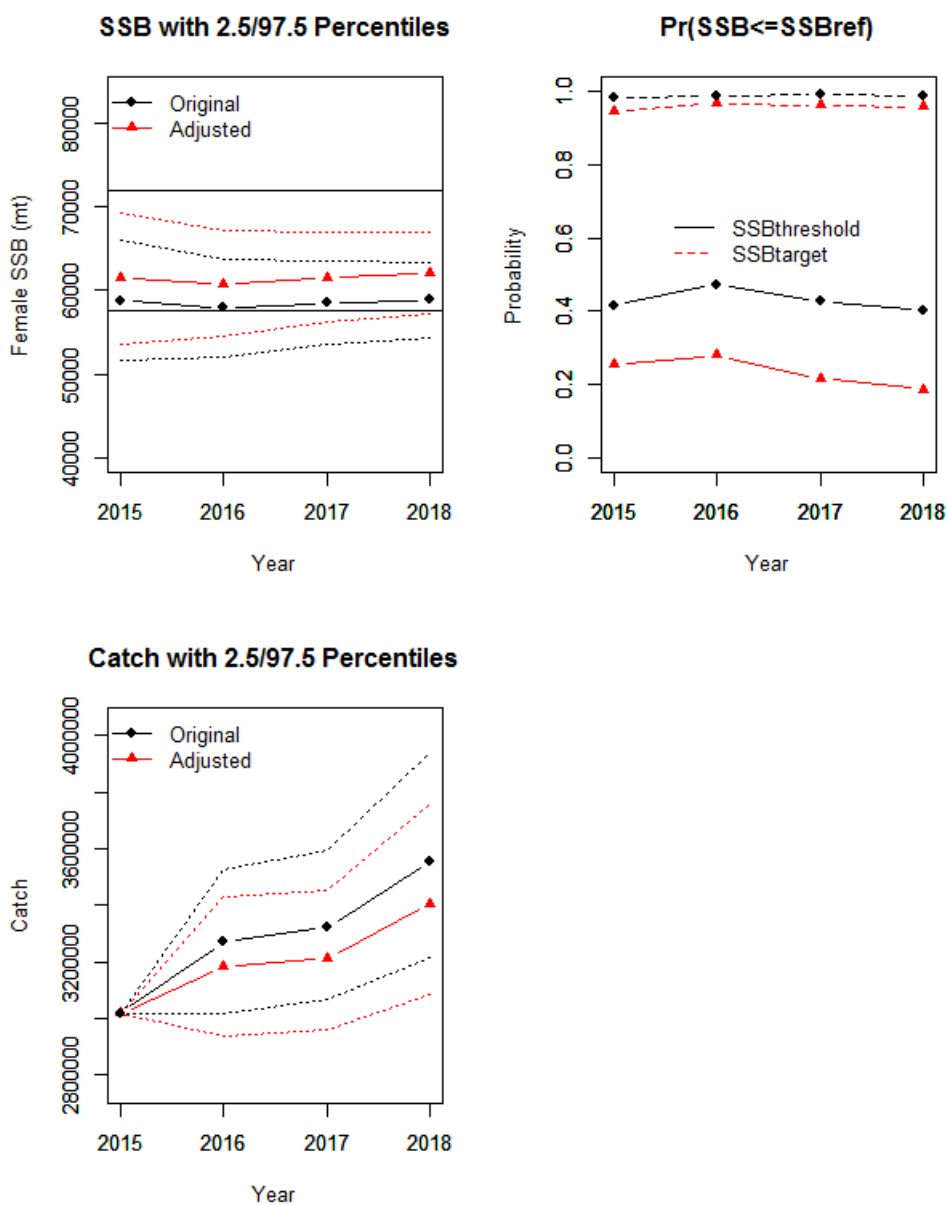 SSB with 2.5/97.5 Percentiles
Original
Adjusted
Female SSB (mt)
80000
70000
60000
50000
40000
2015 2016 2017 2018
Year
Pr(SSB<=SSBref)
Probability
1.0
0.8
0.6
0.4
0.2
0.0
SSBthreshold
SSBtarget
2015 2016 2017 2018
Year
Catch with 2.5/97.5 Percentiles
Original
Adjusted
Catch
4000000
3600000
3200000
2800000
2015 2016 2017 2018
Year